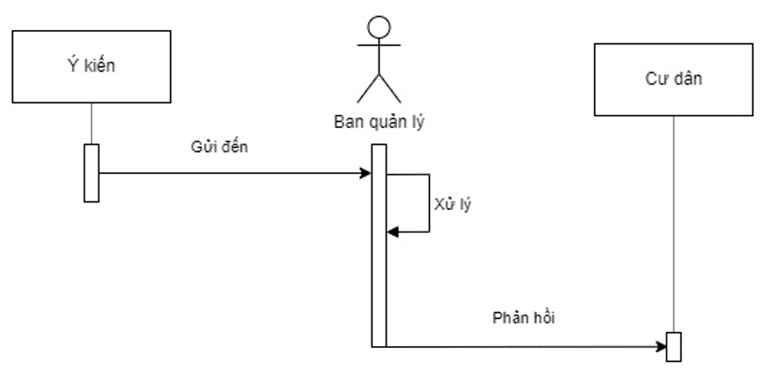 Ý kiến
Ban quản lý
Cư dân
Gửi đến
Xử lý
Phản hồi